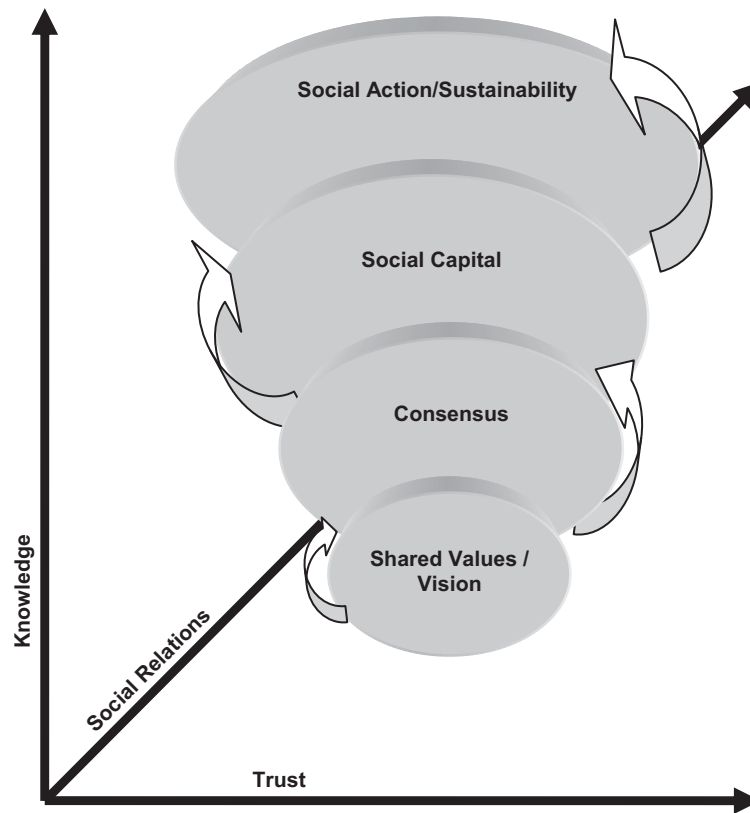 Social Action/Sustainability
Social Capital
Consensus
Shared Values /
Vision
Knowledge
Social Relations
Trust